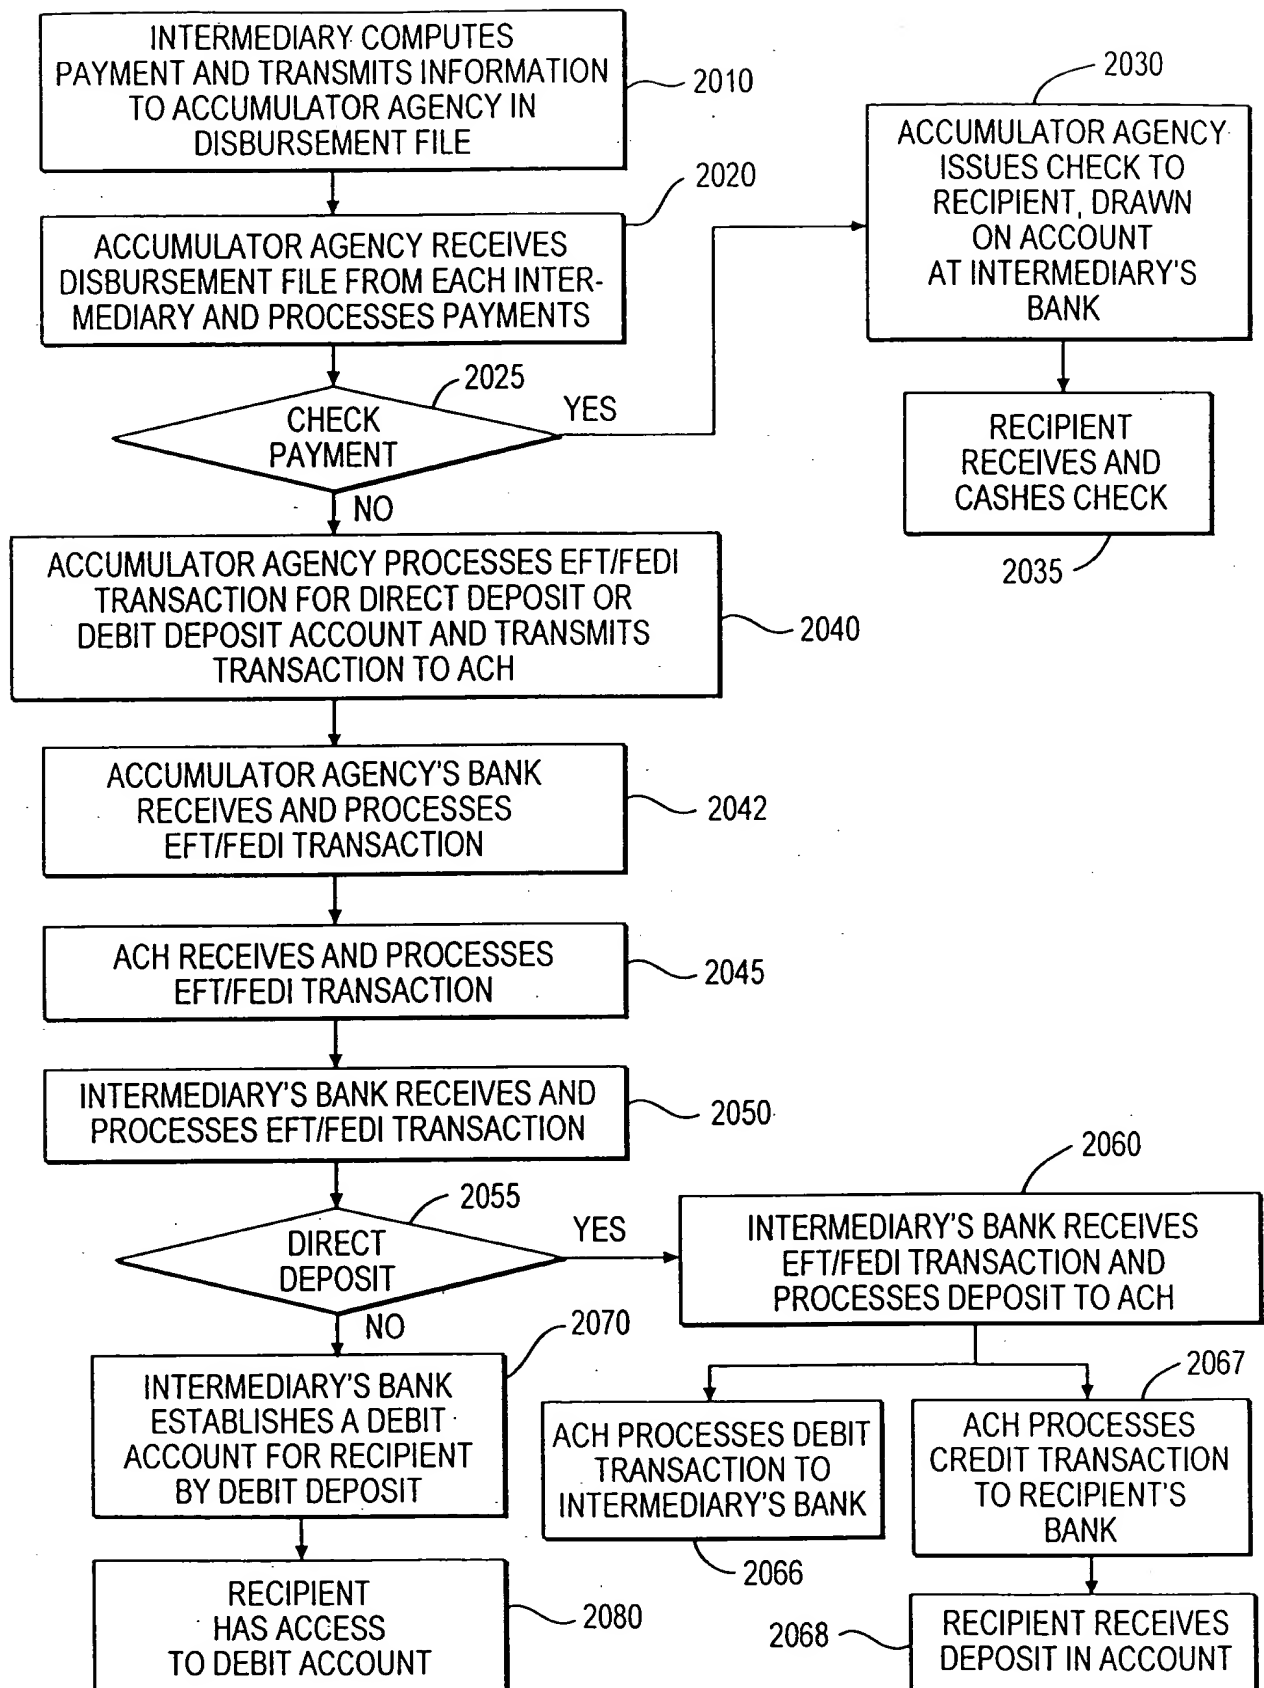 INTERMEDIARY COMPUTES
PAYMENT AND TRANSMITS INFORMATION
TO ACCUMULATOR AGENCY IN
DISBURSEMENT FILE
2010
2020
ACCUMULATOR AGENCY RECEIVES
DISBURSEMENT FILE FROM EACH INTER-
MEDIARY AND PROCESSES PAYMENTS
2025
CHECK
PAYMENT
YES
NO
2030
ACCUMULATOR AGENCY
ISSUES CHECK TO
RECIPIENT, DRAWN
ON ACCOUNT
AT INTERMEDIARY'S
BANK
RECIPIENT
RECEIVES AND
CASHES CHECK
2035
ACCUMULATOR AGENCY PROCESSES EFT/FEDI
TRANSACTION FOR DIRECT DEPOSIT OR
DEBIT DEPOSIT ACCOUNT AND TRANSMITS
TRANSACTION TO ACH
2040
ACCUMULATOR AGENCY'S BANK
RECEIVES AND PROCESSES
EFT/FEDI TRANSACTION
2042
ACH RECEIVES AND PROCESSES
EFT/FEDI TRANSACTION
2045
INTERMEDIARY'S BANK RECEIVES AND
PROCESSES EFT/FEDI TRANSACTION
2050
2055
DIRECT
DEPOSIT
YES
NO
2060
INTERMEDIARY'S BANK RECEIVES
EFT/FEDI TRANSACTION AND
PROCESSES DEPOSIT TO ACH
2070
INTERMEDIARY'S BANK
ESTABLISHES A DEBIT
ACCOUNT FOR RECIPIENT
BY DEBIT DEPOSIT
ACH PROCESSES DEBIT
TRANSACTION TO
INTERMEDIARY'S BANK
2066
2067
ACH PROCESSES
CREDIT TRANSACTION
TO RECIPIENT'S
BANK
RECIPIENT
HAS ACCESS
TO DEBIT ACCOUNT
2080
2068
RECIPIENT RECEIVES
DEPOSIT IN ACCOUNT